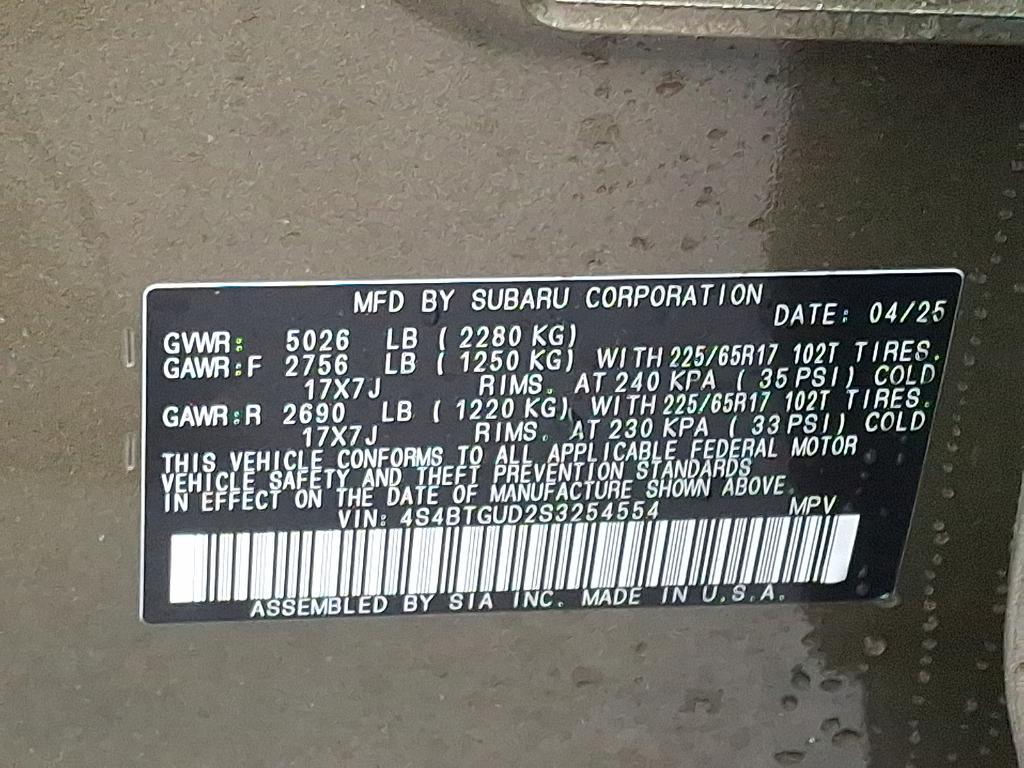 MFD BY SUBARU CORPORATION
DATE: 04/25
GVWR: 5026 LB ( 2280 KG)
GAWR:F 2756 LB ( 1250 KG) WITH 225/65R17 102T TIRES.
17X7J RIMS. AT 240 KPA ( 35 PSI) COLD
GAWR:R 2690 LB ( 1220 KG) WITH 225/65R17 102T TIRES.
17X7J RIMS. AT 230 KPA ( 33 PSI) COLD
THIS VEHICLE CONFORMS TO ALL APPLICABLE FEDERAL MOTOR
VEHICLE SAFETY AND THEFT PREVENTION STANDARDS
IN EFFECT ON THE DATE OF MANUFACTURE SHOWN ABOVE.
VIN: 4S4BTGUD2S3254554 MPV
ASSEMBLED BY SIA INC. MADE IN U.S.A.